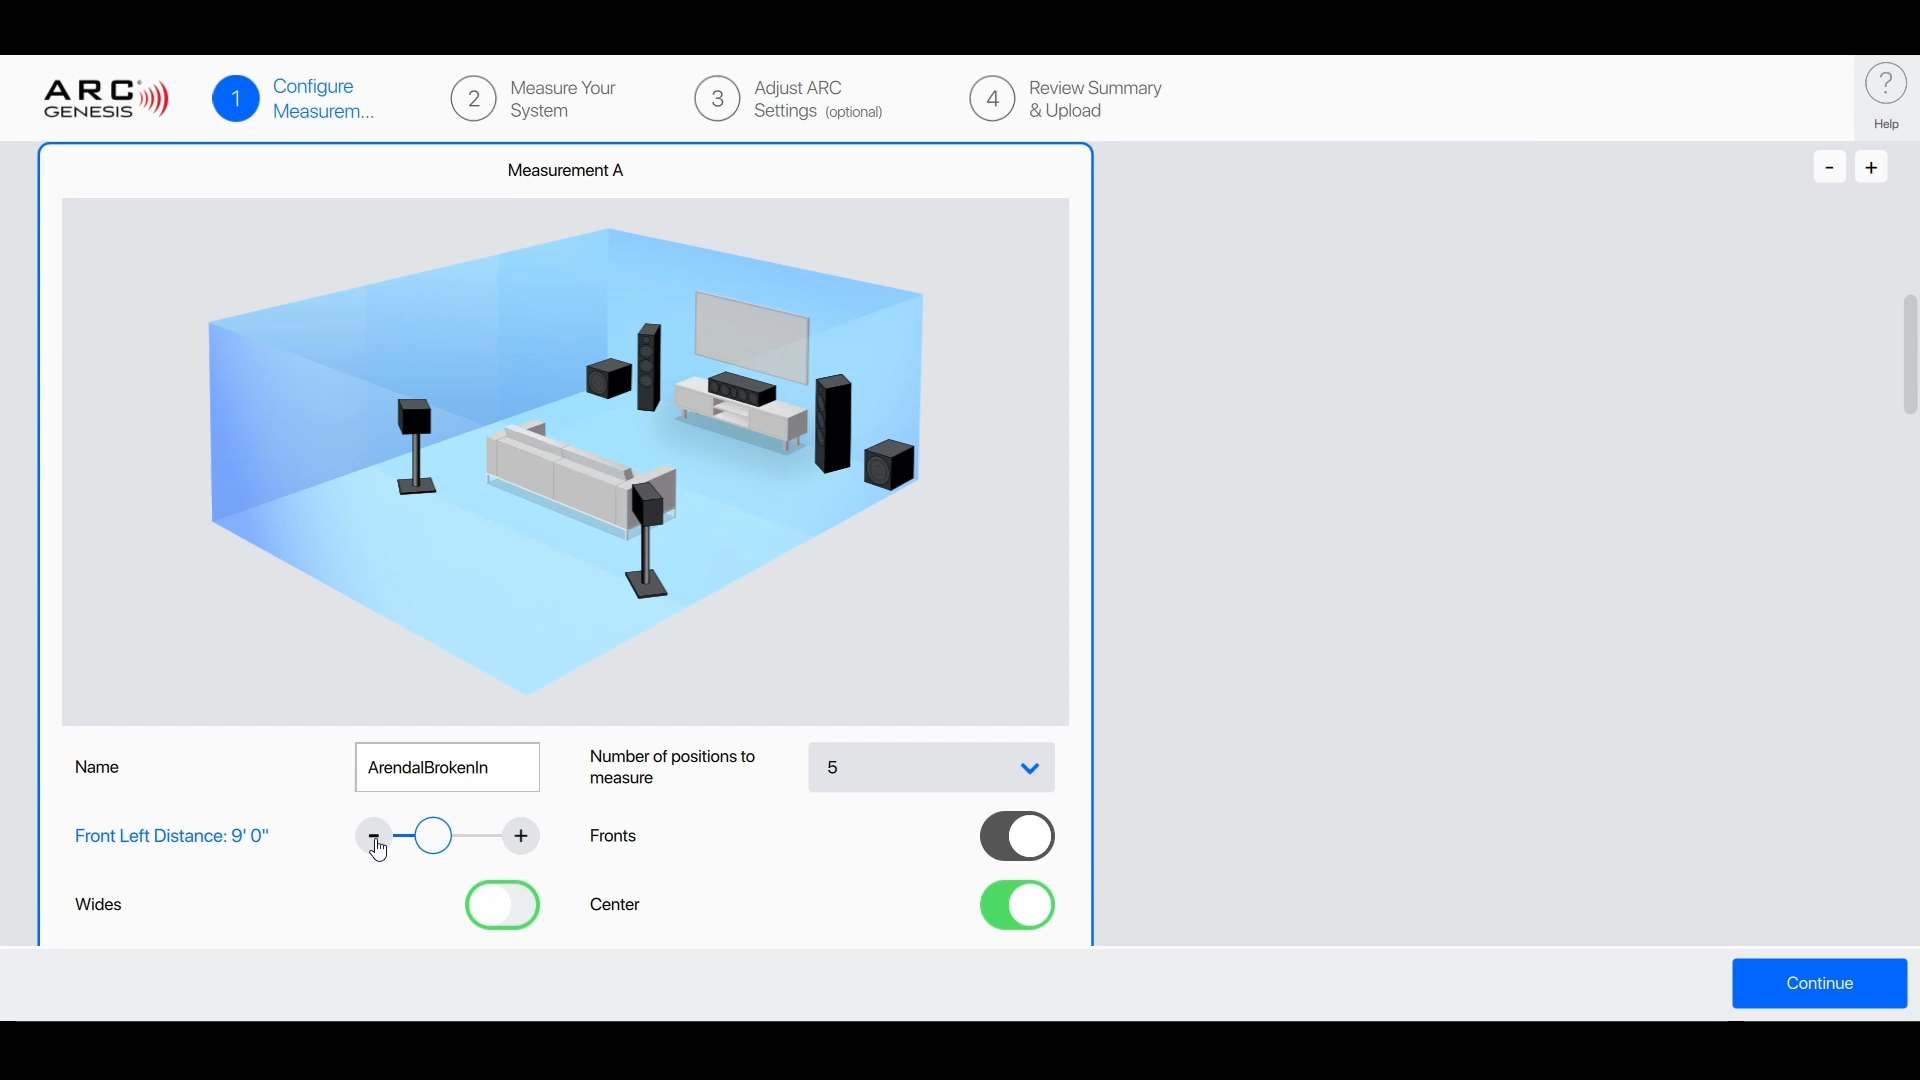 ARC®
GENESIS
1
Configure
Measurem...
2
Measure Your
System
3
Adjust ARC
Settings (optional)
4
Review Summary
& Upload
?
Help
- +
Measurement A
Name
ArendalBrokenIn
Number of positions to
measure
5
Front Left Distance: 9' 0"
- +
Fronts
Wides
Center
Continue